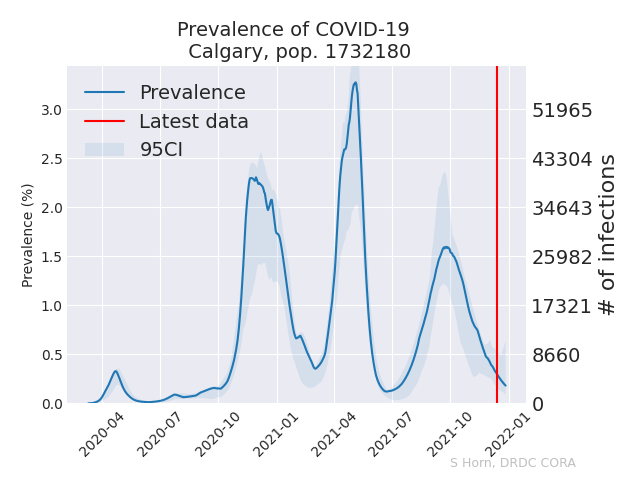 Prevalence of COVID-19
Calgary, pop. 1732180
Prevalence
Latest data
95CI
Prevalence (%)
3.0
2.5
2.0
1.5
1.0
0.5
0.0
51965
43304
34643
25982
17321
8660
0
# of infections
2020-04
2020-07
2020-10
2021-01
2021-04
2021-07
2021-10
2022-01
S Horn, DRDC CORA